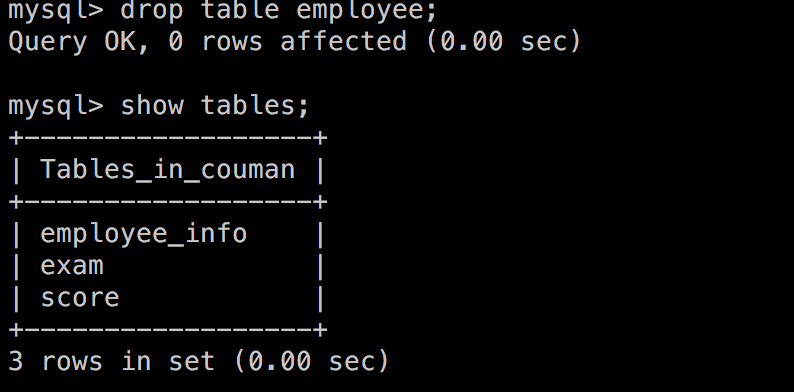 mysql> drop table employee;
Query OK, 0 rows affected (0.00 sec)
mysql> show tables;
+------------------+
| Tables_in_couman |
+------------------+
| employee_info    |
| exam             |
| score            |
+------------------+
3 rows in set (0.00 sec)